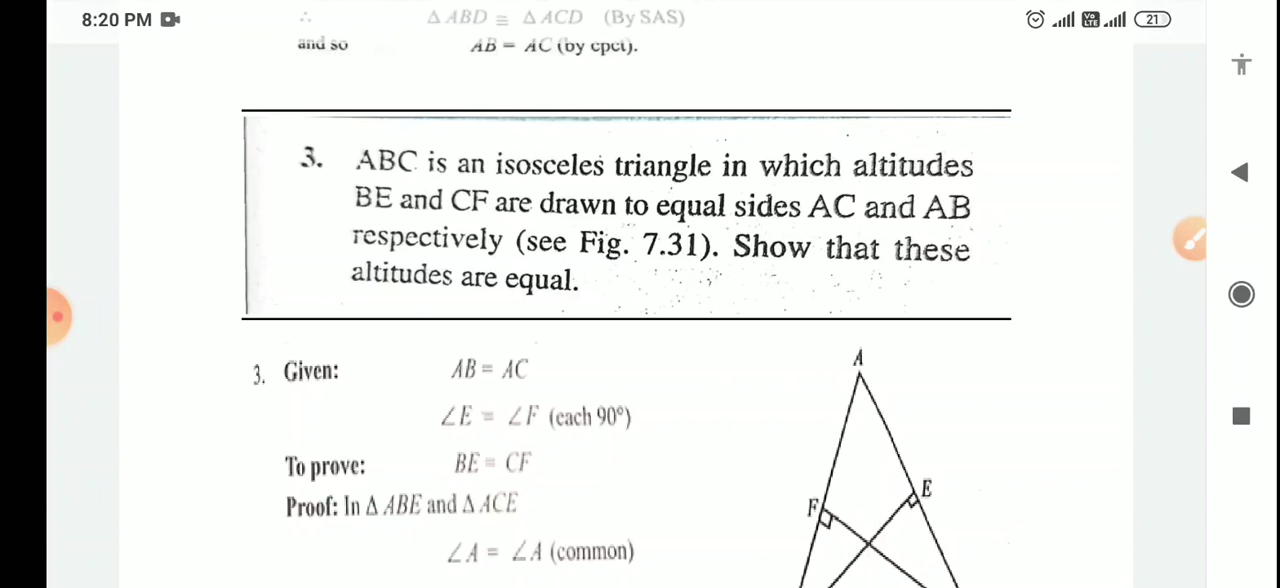 8:20 PM Vo LTE 21
∴ Δ ABD ≅ Δ ACD (By SAS)
and so AB = AC (by cpct).
3. ABC is an isosceles triangle in which altitudes
BE and CF are drawn to equal sides AC and AB
respectively (see Fig. 7.31). Show that these
altitudes are equal.
3. Given: AB = AC
∠E = ∠F (each 90°)
To prove: BE = CF
Proof: In Δ ABE and Δ ACE
∠A = ∠A (common)
A
E
F